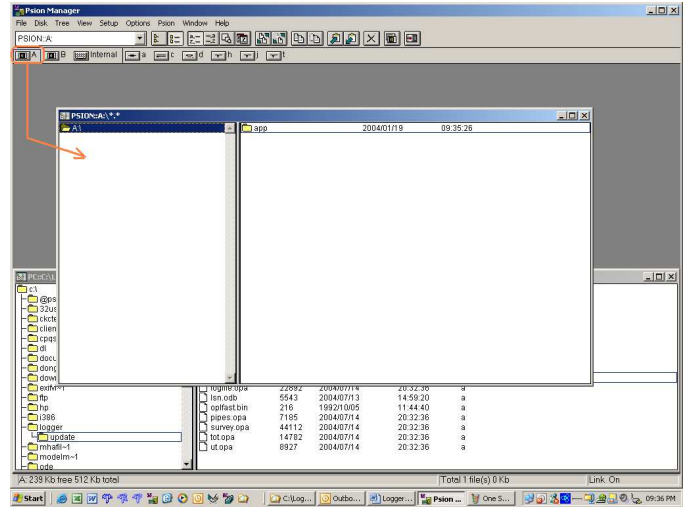 Psion Manager
File Disk Tree View Setup Options Psion Window Help
PSION::A:
A B Internal a c d h j t
PSION::A:\*.*
A:\
app 2004/01/19 09:35:26
PC::C:\L
c:\
@ps
32us
ckcte
clien
cpqs
dl
docu
dong
down
exifvi~1
ftp
hp
i386
logger
update
mhafil~1
modelm~1
ode
logfile.opa 22892 2004/07/14 20:32:36 a
lsn.odb 5543 2004/07/13 14:59:20 a
oplfast.bin 216 1992/10/05 11:44:40 a
pipes.opa 7185 2004/07/14 20:32:36 a
survey.opa 44112 2004/07/14 20:32:36 a
tot.opa 14782 2004/07/14 20:32:36 a
ut.opa 8927 2004/07/14 20:32:36 a
A: 239 Kb free 512 Kb total Total 1 file(s) 0 Kb Link On
Start C:\Log... Outbo... Logger... Psion ... One S... 09:36 PM